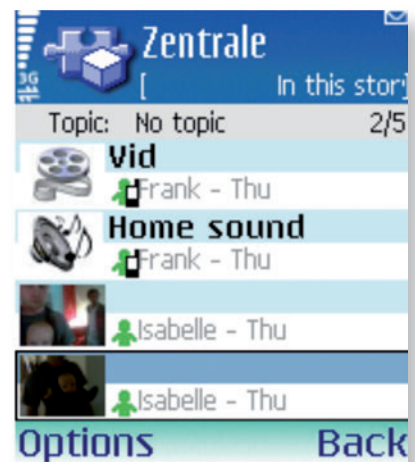 Zentrale
3G
[ In this story
Topic: No topic 2/5
Vid
Frank - Thu
Home sound
Frank - Thu
Isabelle - Thu
Isabelle - Thu
Options Back